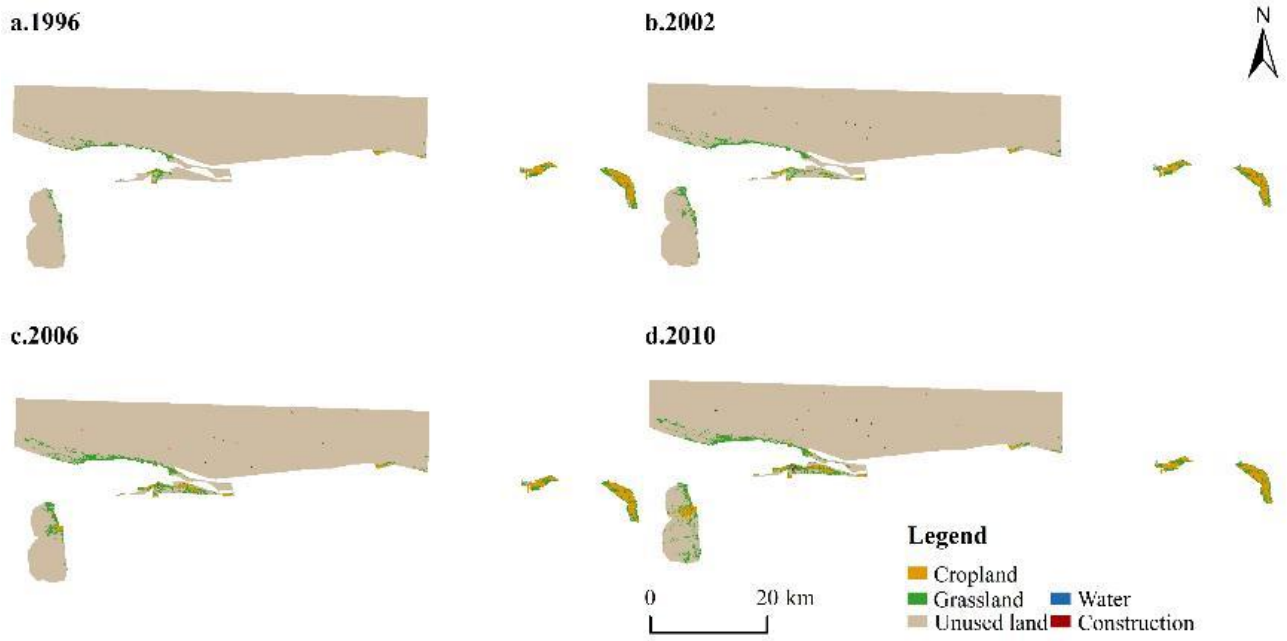 a.1996
b.2002
N
c.2006
d.2010
Legend
Cropland
Grassland
Water
Unused land
Construction
0
20 km